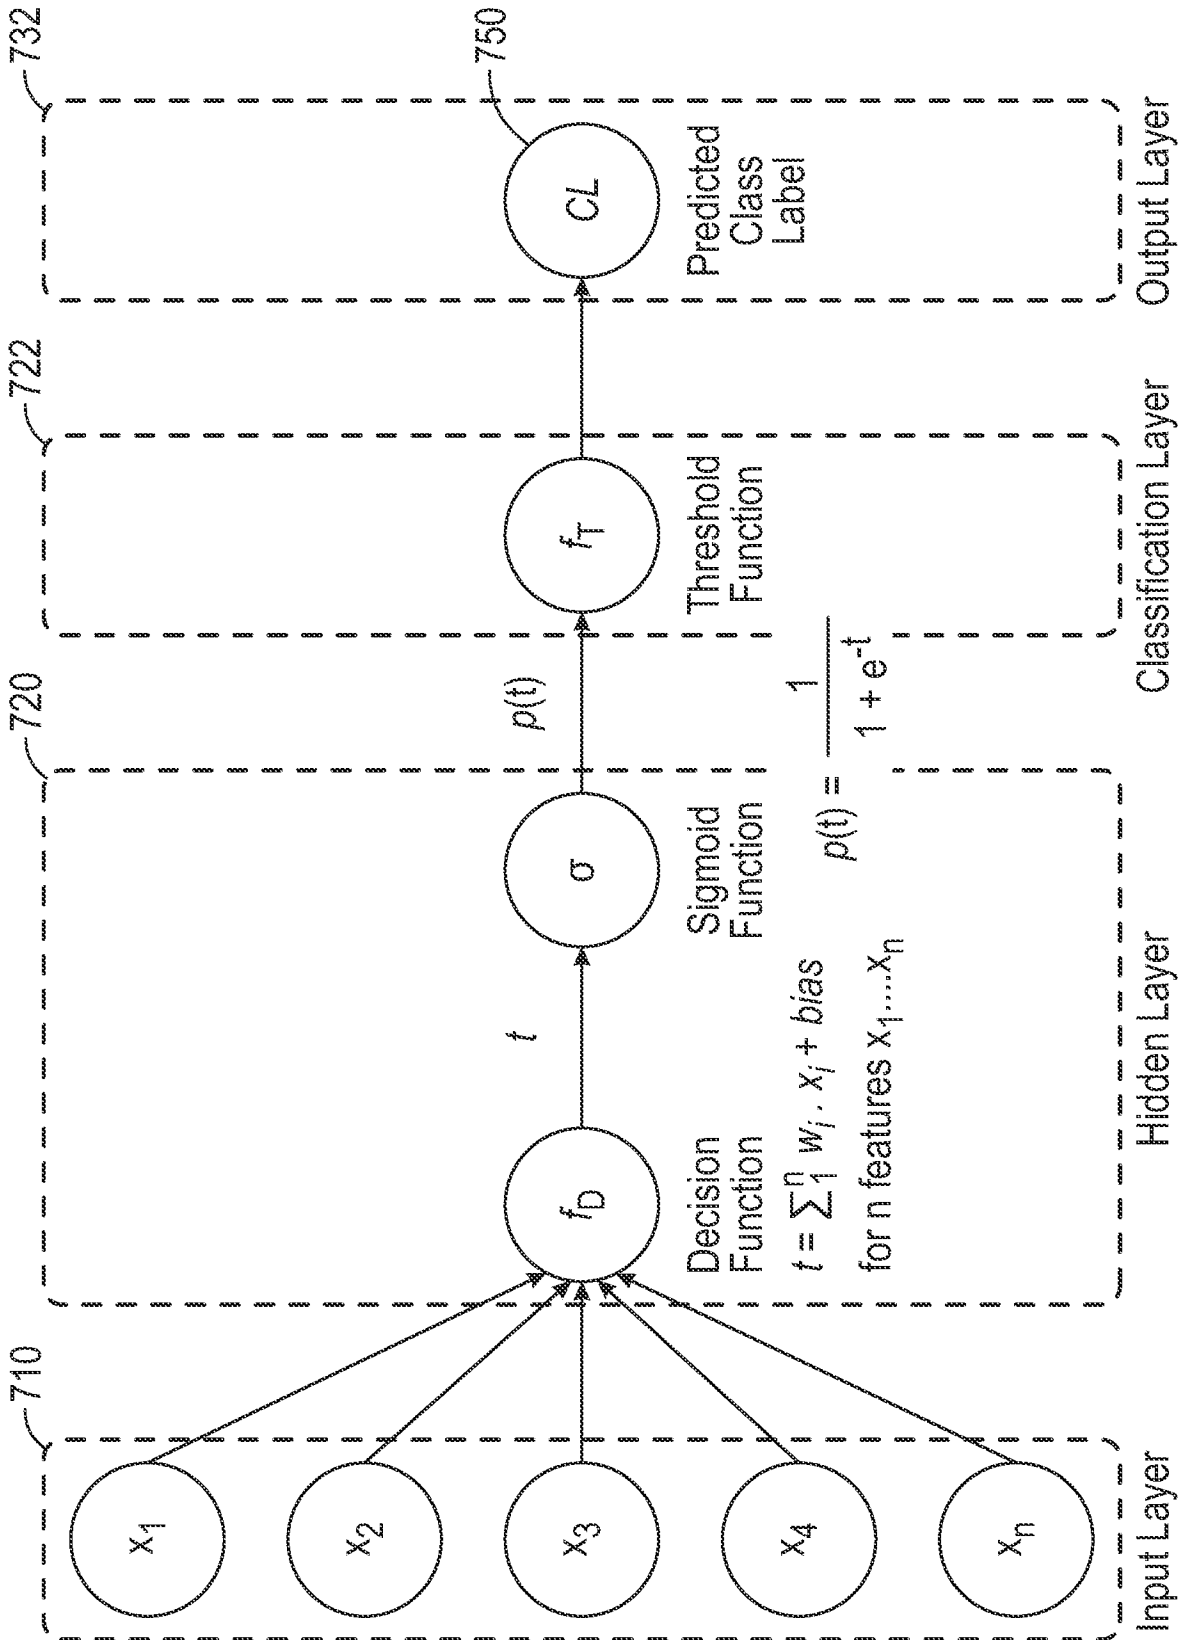 710
720
722
732
x1
x2
x3
x4
xn
fD
t
σ
p(t)
fT
CL
750
Decision
Function
t = ∑1n wi . xi + bias
for n features x1....xn
Sigmoid
Function
p(t) = 1 / 1 + e-t
Threshold
Function
Predicted
Class
Label
Input Layer
Hidden Layer
Classification Layer
Output Layer